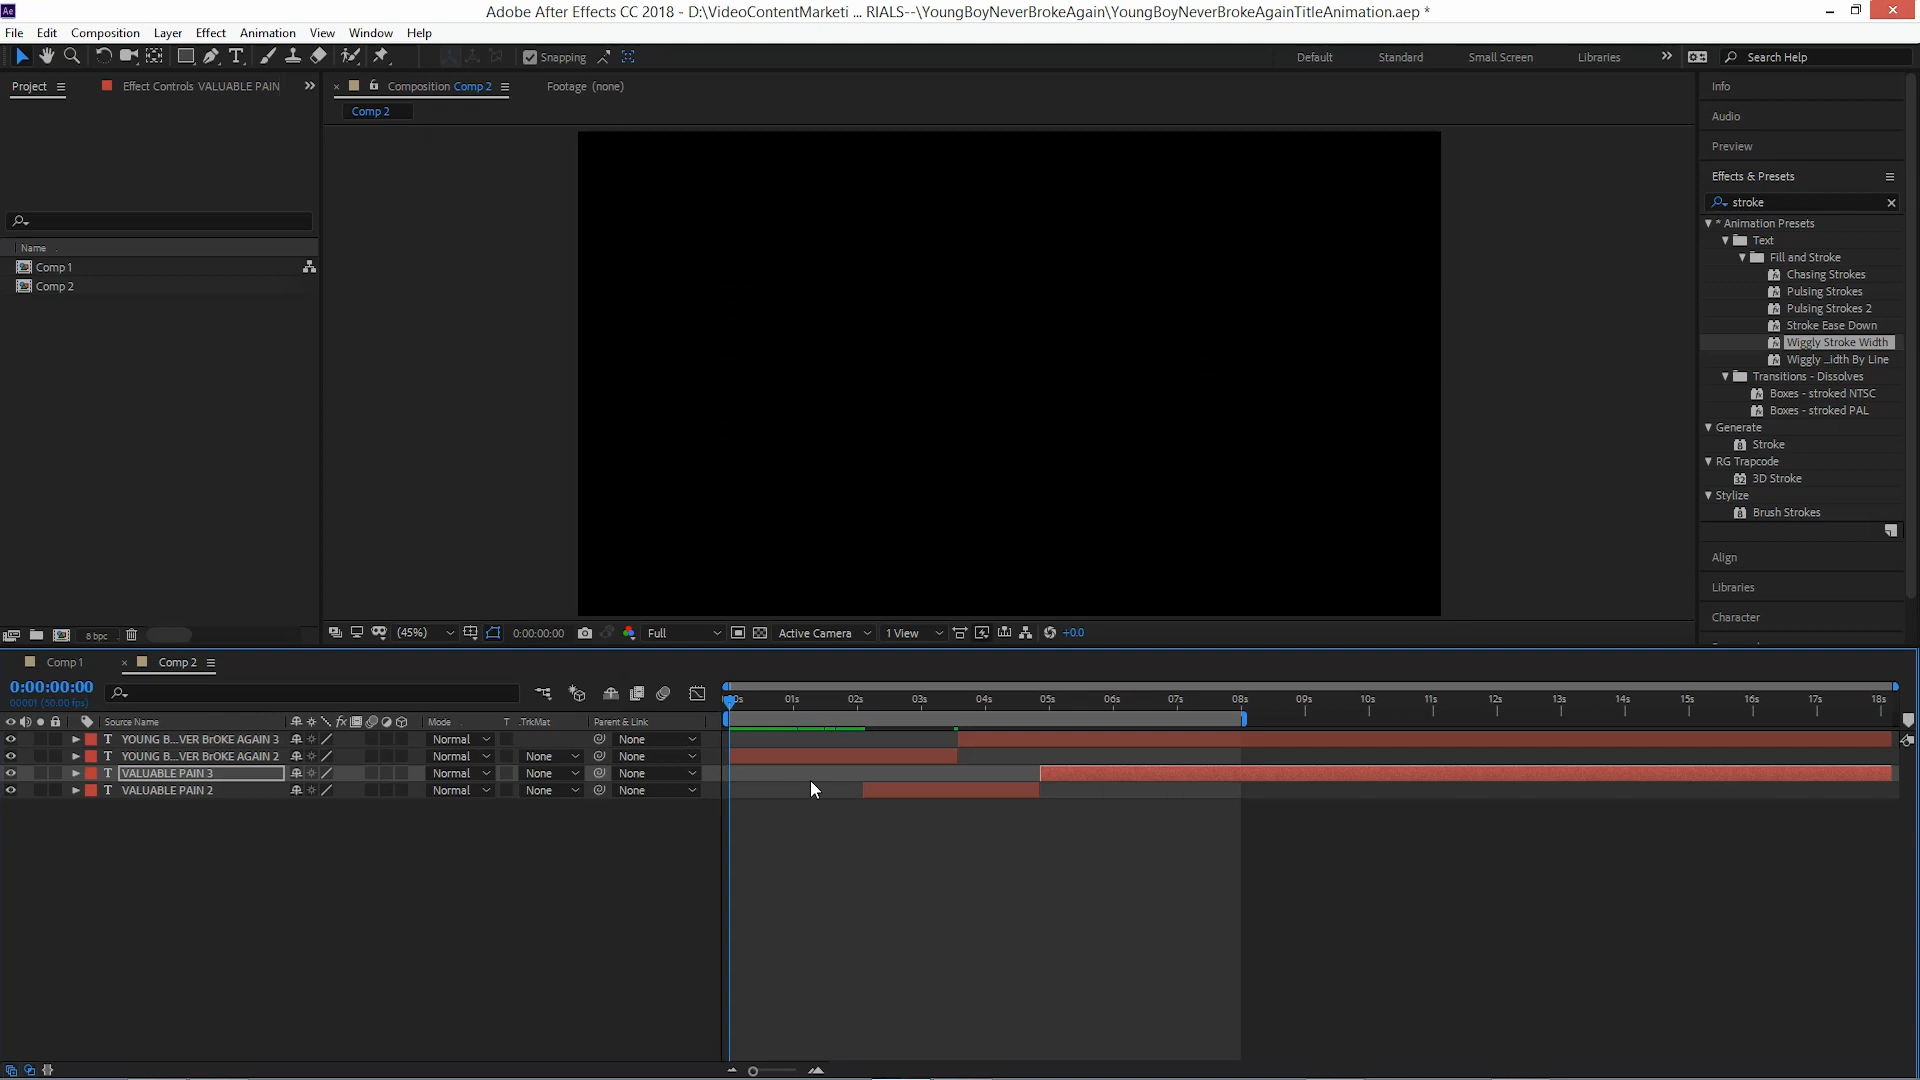 Adobe After Effects CC 2018 - D:\VideoContentMarketi ... RIALS--\YoungBoyNeverBrokeAgain\YoungBoyNeverBrokeAgainTitleAnimation.aep *
File Edit Composition Layer Effect Animation View Window Help
Snapping Default Standard Small Screen Libraries Search Help
Project Effect Controls VALUABLE PAIN Composition Comp 2 Footage (none) Info
Comp 2
Audio
Preview
Effects & Presets
stroke
* Animation Presets
Text
Fill and Stroke
Chasing Strokes
Pulsing Strokes
Pulsing Strokes 2
Stroke Ease Down
Wiggly Stroke Width
Wiggly ...idth By Line
Transitions - Dissolves
Boxes - stroked NTSC
Boxes - stroked PAL
Generate
Stroke
RG Trapcode
3D Stroke
Stylize
Brush Strokes
Align
Libraries
Character
Name
Comp 1
Comp 2
8 bpc
(45%) 0:00:00:00 Full Active Camera 1 View +0.0
Comp 1 Comp 2
0:00:00:00
00001 (50.00 fps)
01s 02s 03s 04s 05s 06s 07s 08s 09s 10s 11s 12s 13s 14s 15s 16s 17s 18s
Source Name Mode T .TrkMat Parent & Link
T YOUNG B...VER BrOKE AGAIN 3 Normal None
T YOUNG B...VER BrOKE AGAIN 2 Normal None None
T VALUABLE PAIN 3 Normal None None
T VALUABLE PAIN 2 Normal None None